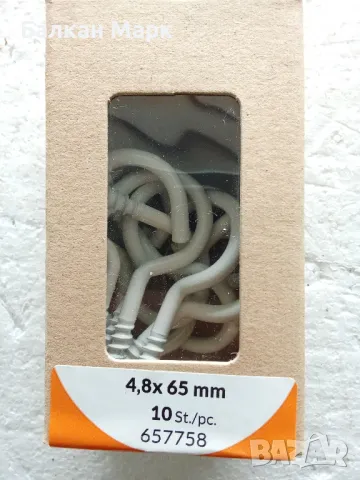 Балкан Марк
4,8x 65 mm
10 St./pc.
657758
BAZAR